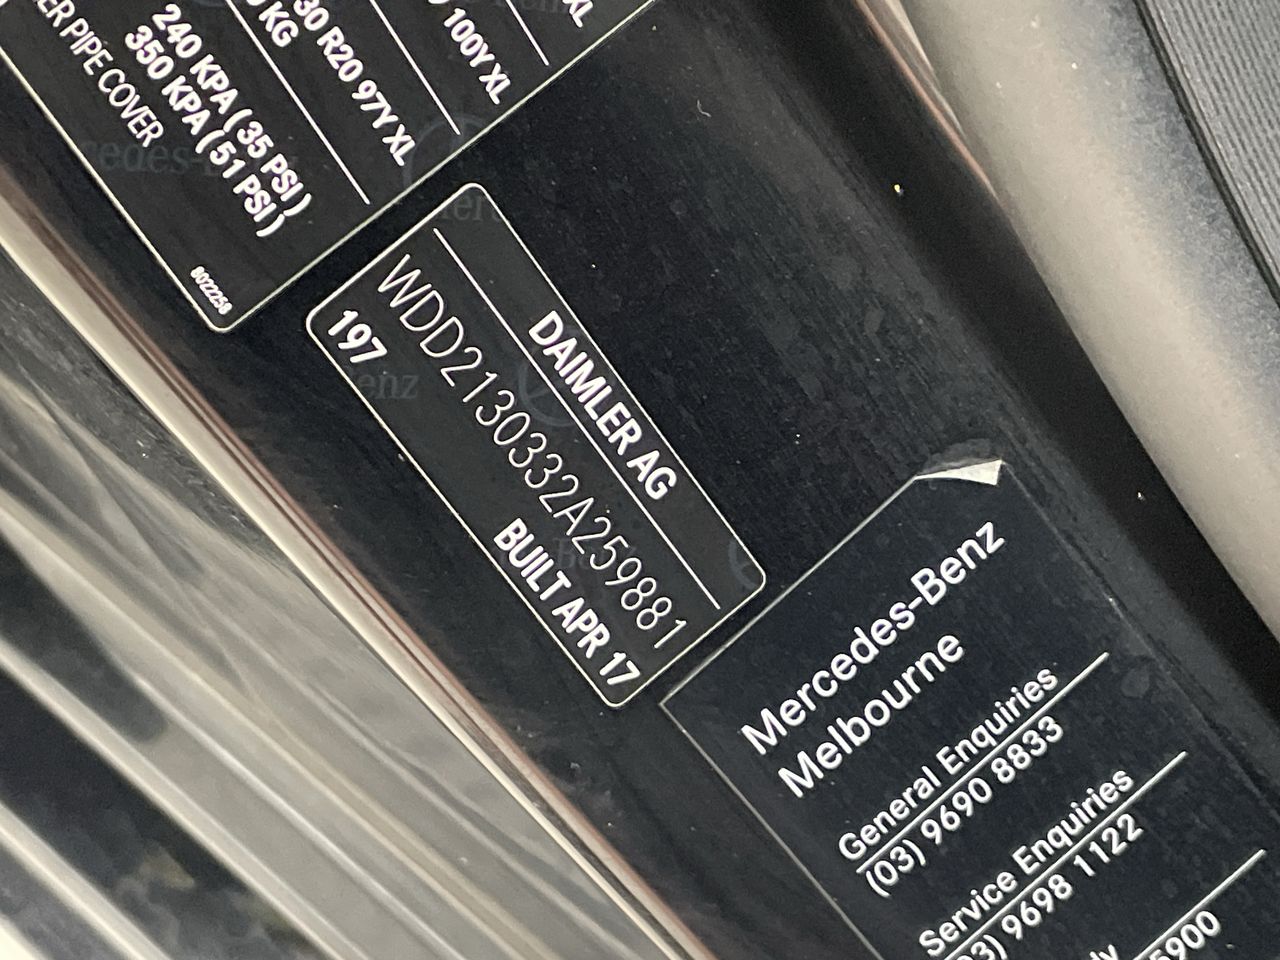 100Y XL
30 R20 97Y XL
KG
240 KPA ( 35 PSI )
350 KPA ( 51 PSI )
PIPE COVER
DAIMLER AG
WDD2130332A259881
197 BUILT APR 17
Mercedes-Benz
Melbourne
General Enquiries
(03) 9690 8833
Service Enquiries
(03) 9698 1122
5900